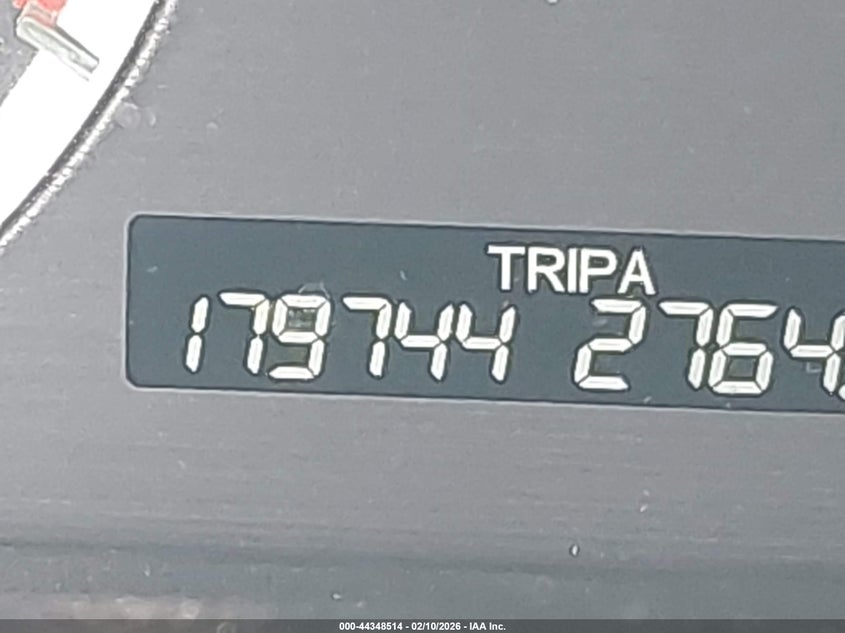 TRIPA
179744 2764.
000-44348514 - 02/10/2026 - IAA Inc.